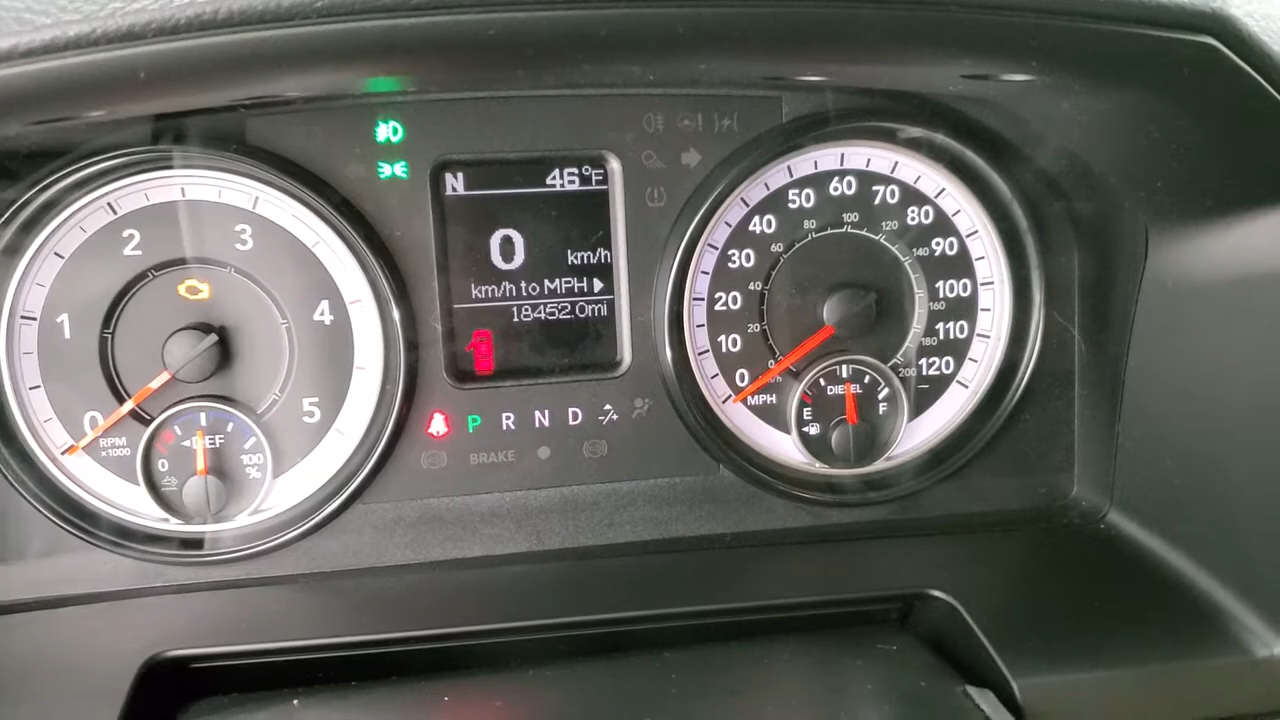 N 46°F
0 km/h
km/h to MPH
18452.0mi
P R N D -/+
BRAKE
0 1 2 3 4 5
RPM
x1000
DEF
0 100
%
0 10 20 30 40 50 60 70 80 90 100 110 120
0 20 40 60 80 100 120 140 160 180 200
km/h
MPH
DIESEL
E F